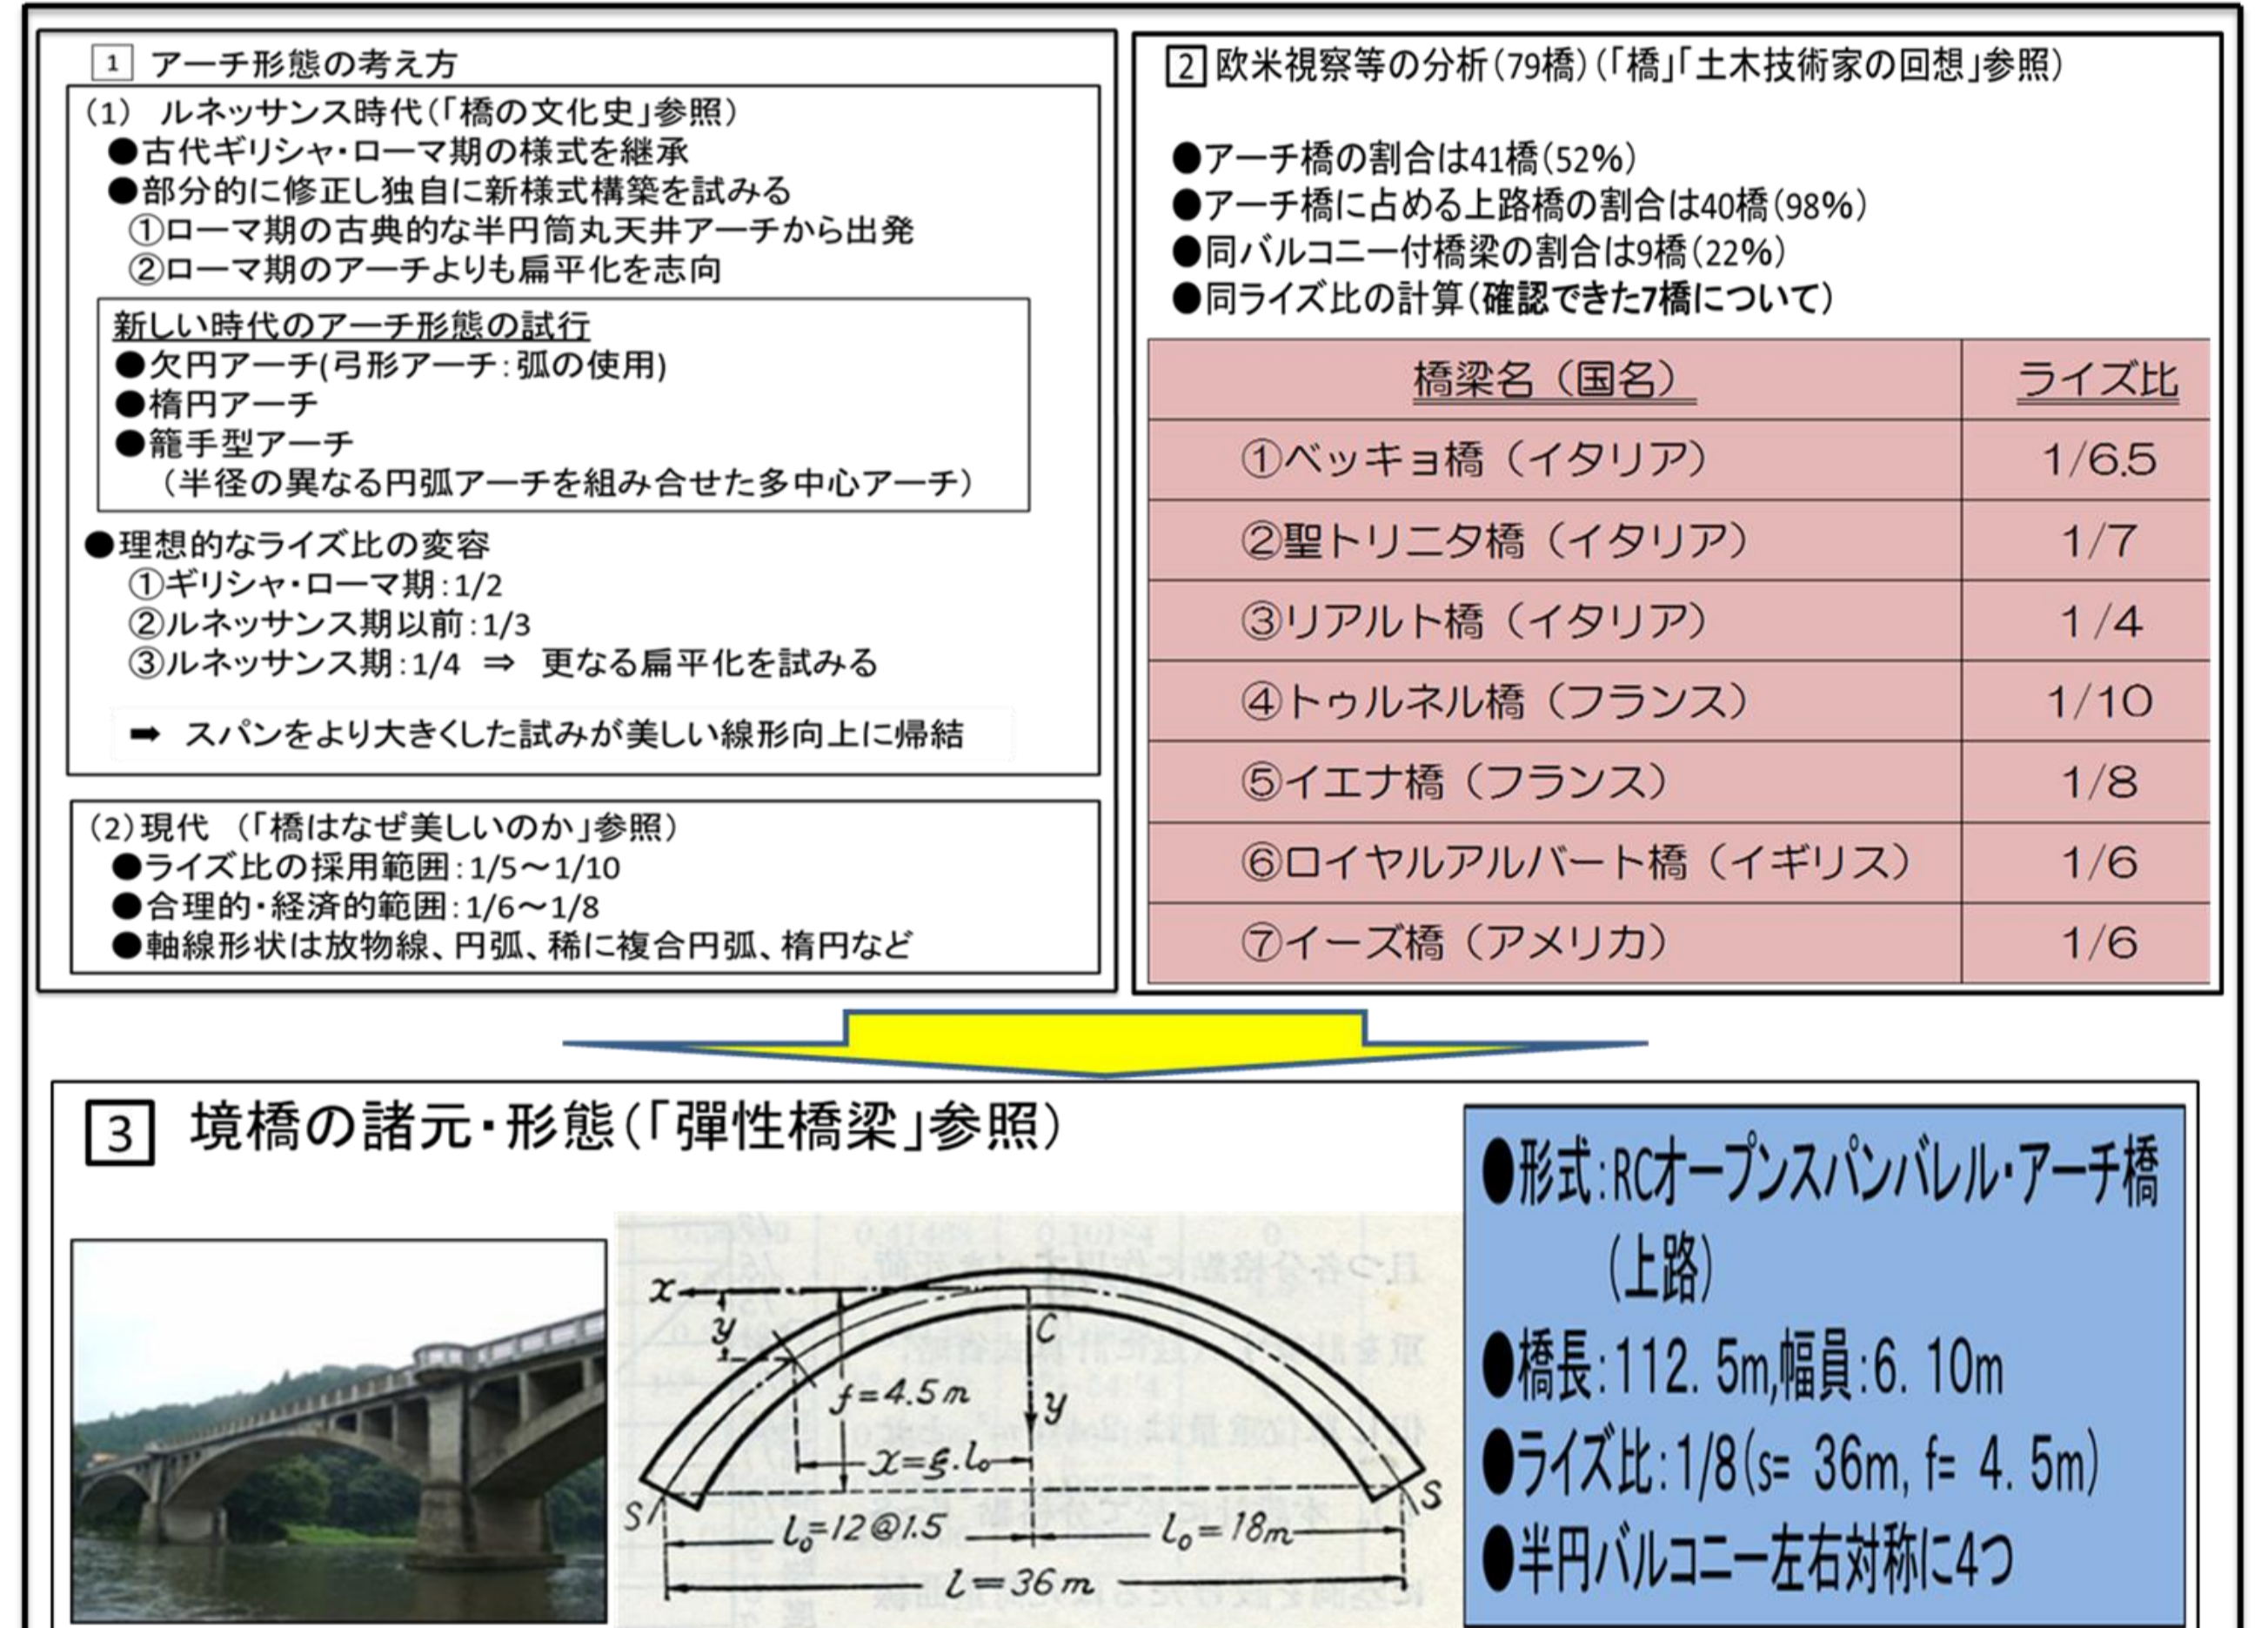 1 アーチ形態の考え方
(1) ルネッサンス時代(「橋の文化史」参照)
●古代ギリシャ・ローマ期の様式を継承
●部分的に修正し独自に新様式構築を試みる
①ローマ期の古典的な半円筒丸天井アーチから出発
②ローマ期のアーチよりも扁平化を志向
新しい時代のアーチ形態の試行
●欠円アーチ(弓形アーチ:弧の使用)
●楕円アーチ
●籠手型アーチ
(半径の異なる円弧アーチを組み合せた多中心アーチ)
●理想的なライズ比の変容
①ギリシャ・ローマ期:1/2
②ルネッサンス期以前:1/3
③ルネッサンス期:1/4 ⇒ 更なる扁平化を試みる
➡ スパンをより大きくした試みが美しい線形向上に帰結
(2)現代 (「橋はなぜ美しいのか」参照)
●ライズ比の採用範囲:1/5〜1/10
●合理的・経済的範囲:1/6〜1/8
●軸線形状は放物線、円弧、稀に複合円弧、楕円など
2 欧米視察等の分析(79橋)(「橋」「土木技術家の回想」参照)
●アーチ橋の割合は41橋(52%)
●アーチ橋に占める上路橋の割合は40橋(98%)
●同バルコニー付橋梁の割合は9橋(22%)
●同ライズ比の計算(確認できた7橋について)
橋梁名(国名) ライズ比
①ベッキョ橋(イタリア) 1/6.5
②聖トリニタ橋(イタリア) 1/7
③リアルト橋(イタリア) 1/4
④トゥルネル橋(フランス) 1/10
⑤イエナ橋(フランス) 1/8
⑥ロイヤルアルバート橋(イギリス) 1/6
⑦イーズ橋(アメリカ) 1/6
3 境橋の諸元・形態(「彈性橋梁」参照)
x
y
C
f=4.5m
y
x=ξ.l₀
S
S
l₀=12@1.5
l₀=18m
l=36m
●形式:RCオープンスパンバレル・アーチ橋
(上路)
●橋長:112.5m,幅員:6.10m
●ライズ比:1/8(s= 36m, f= 4.5m)
●半円バルコニー左右対称に4つ